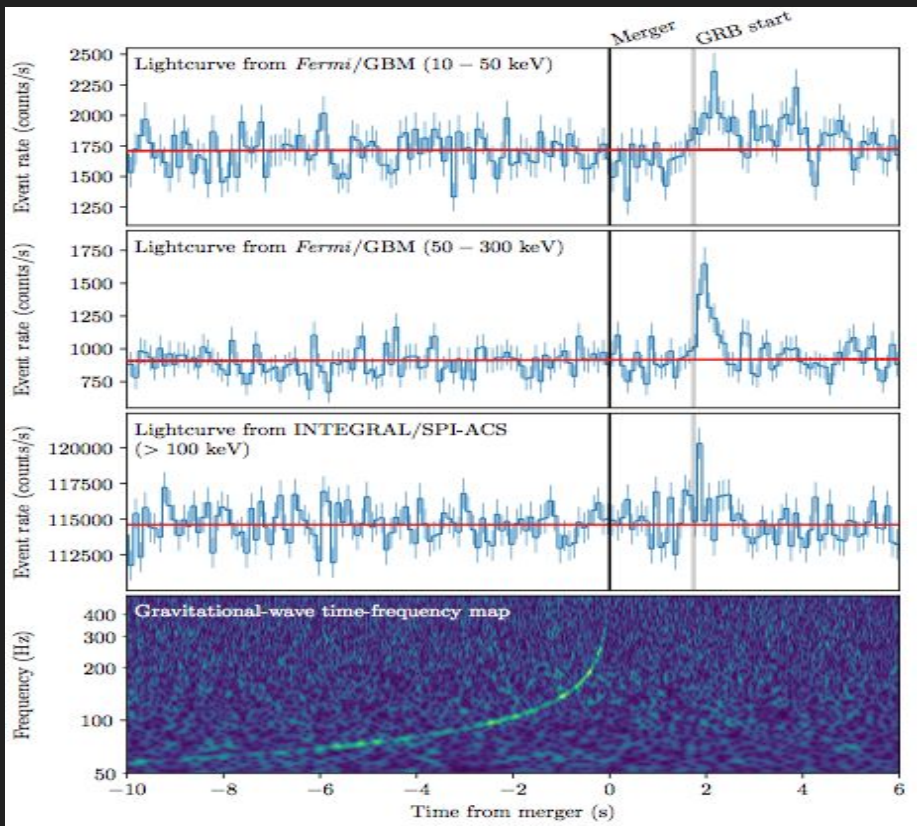 Merger
GRB start
2500
2250
2000
1750
1500
1250
Event rate (counts/s)
Lightcurve from Fermi/GBM (10 − 50 keV)
1750
1500
1250
1000
750
Event rate (counts/s)
Lightcurve from Fermi/GBM (50 − 300 keV)
120000
117500
115000
112500
Event rate (counts/s)
Lightcurve from INTEGRAL/SPI-ACS
(> 100 keV)
400
300
200
100
50
Frequency (Hz)
Gravitational-wave time-frequency map
−10 −8 −6 −4 −2 0 2 4 6
Time from merger (s)